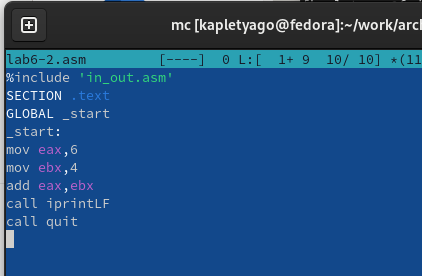 mc [kapletyago@fedora]:~/work/arc
lab6-2.asm [----] 0 L:[ 1+ 9 10/ 10] *(11
%include 'in_out.asm'
SECTION .text
GLOBAL _start
_start:
mov eax,6
mov ebx,4
add eax,ebx
call iprintLF
call quit